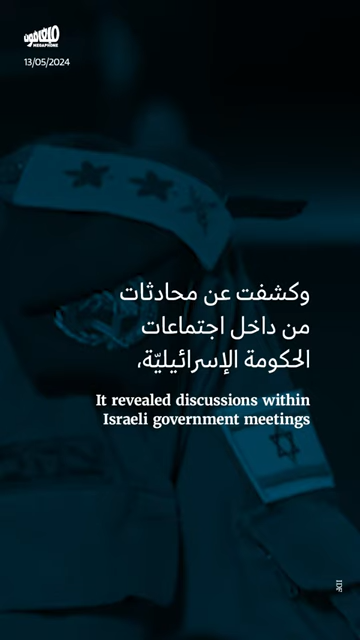 ميغافون
MEGAPHONE
13/05/2024
وكشفت عن محادثات
من داخل اجتماعات
الحكومة الإسرائيليّة،
It revealed discussions within
Israeli government meetings
IDF